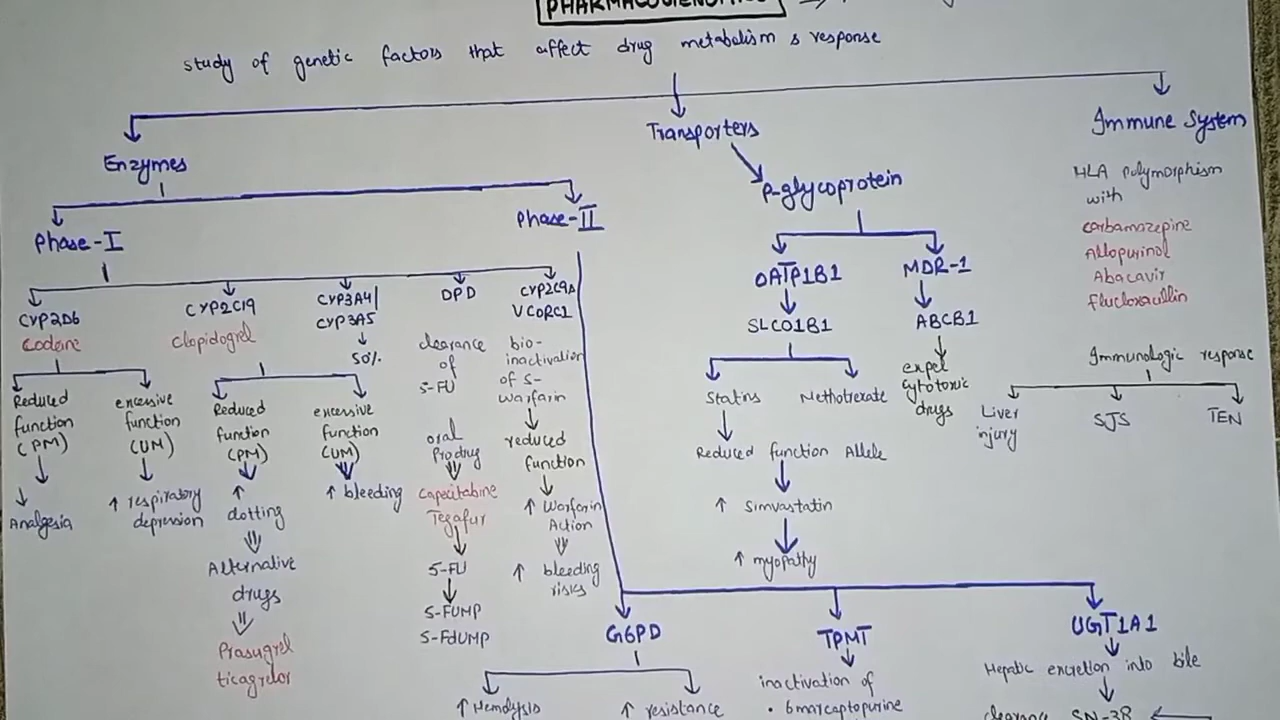 PHARMACOGENOMICS
study of genetic factors that affect drug metabolism & response
Enzymes
Transporters
Immune System
Phase-I
Phase-II
P-glycoprotein
HLA polymorphism
with
carbamazepine
Allopurinol
Abacavir
flucloxacillin
CYP2D6
Codeine
CYP2C19
Clopidogrel
CYP3A4/
CYP3A5
50%
DPD
clearance
of
5-FU
CYP2C9 &
VCORC1
bio-
inactivation
of S-
Warfarin
OATP1B1
MDR-1
SLCO1B1
ABCB1
Reduced
function
(PM)
↓
Analgesia
excessive
function
(UM)
↑ respiratory
depression
Reduced
function
(PM)
↑
clotting
Alternative
drugs
Prasugrel
ticagrelor
excessive
function
(UM)
↑ bleeding
oral
Prodrug
Capecitabine
Tegafur
5-FU
5-FUMP
5-FdUMP
reduced
function
↑ Warfarin
Action
↑ bleeding
risks
Statins
Methotrexate
expel
cytotoxic
drugs
Reduced function Allele
↑ Simvastatin
↑ myopathy
Immunologic response
Liver
injury
SJS
TEN
G6PD
TPMT
UGT1A1
↑ Hemolysis
↑ resistance
inactivation of
• 6marcaptopurine
Hepatic excretion into bile
clearance